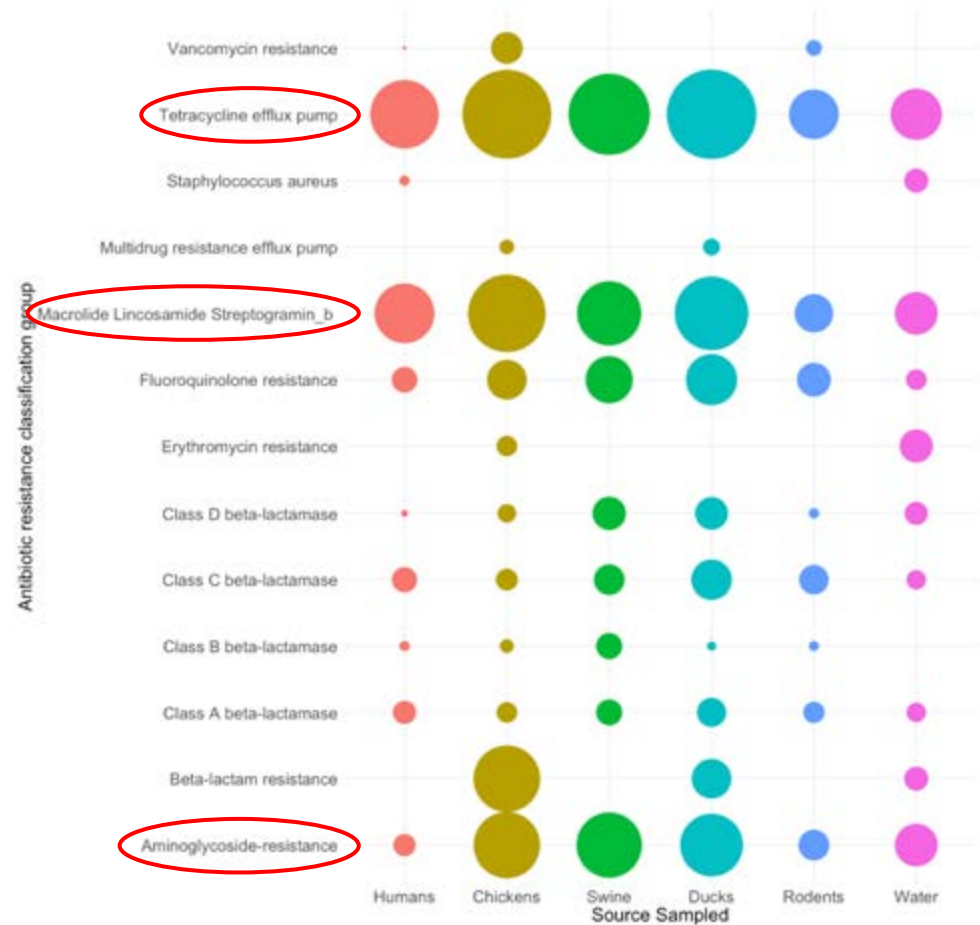 Vancomycin resistance
Tetracycline efflux pump
Staphylococcus aureus
Multidrug resistance efflux pump
Macrolide Lincosamide Streptogramin_b
Fluoroquinolone resistance
Erythromycin resistance
Class D beta-lactamase
Class C beta-lactamase
Class B beta-lactamase
Class A beta-lactamase
Beta-lactam resistance
Aminoglycoside-resistance
Antibiotic resistance classification group
Humans Chickens Swine Ducks Rodents Water
Source Sampled